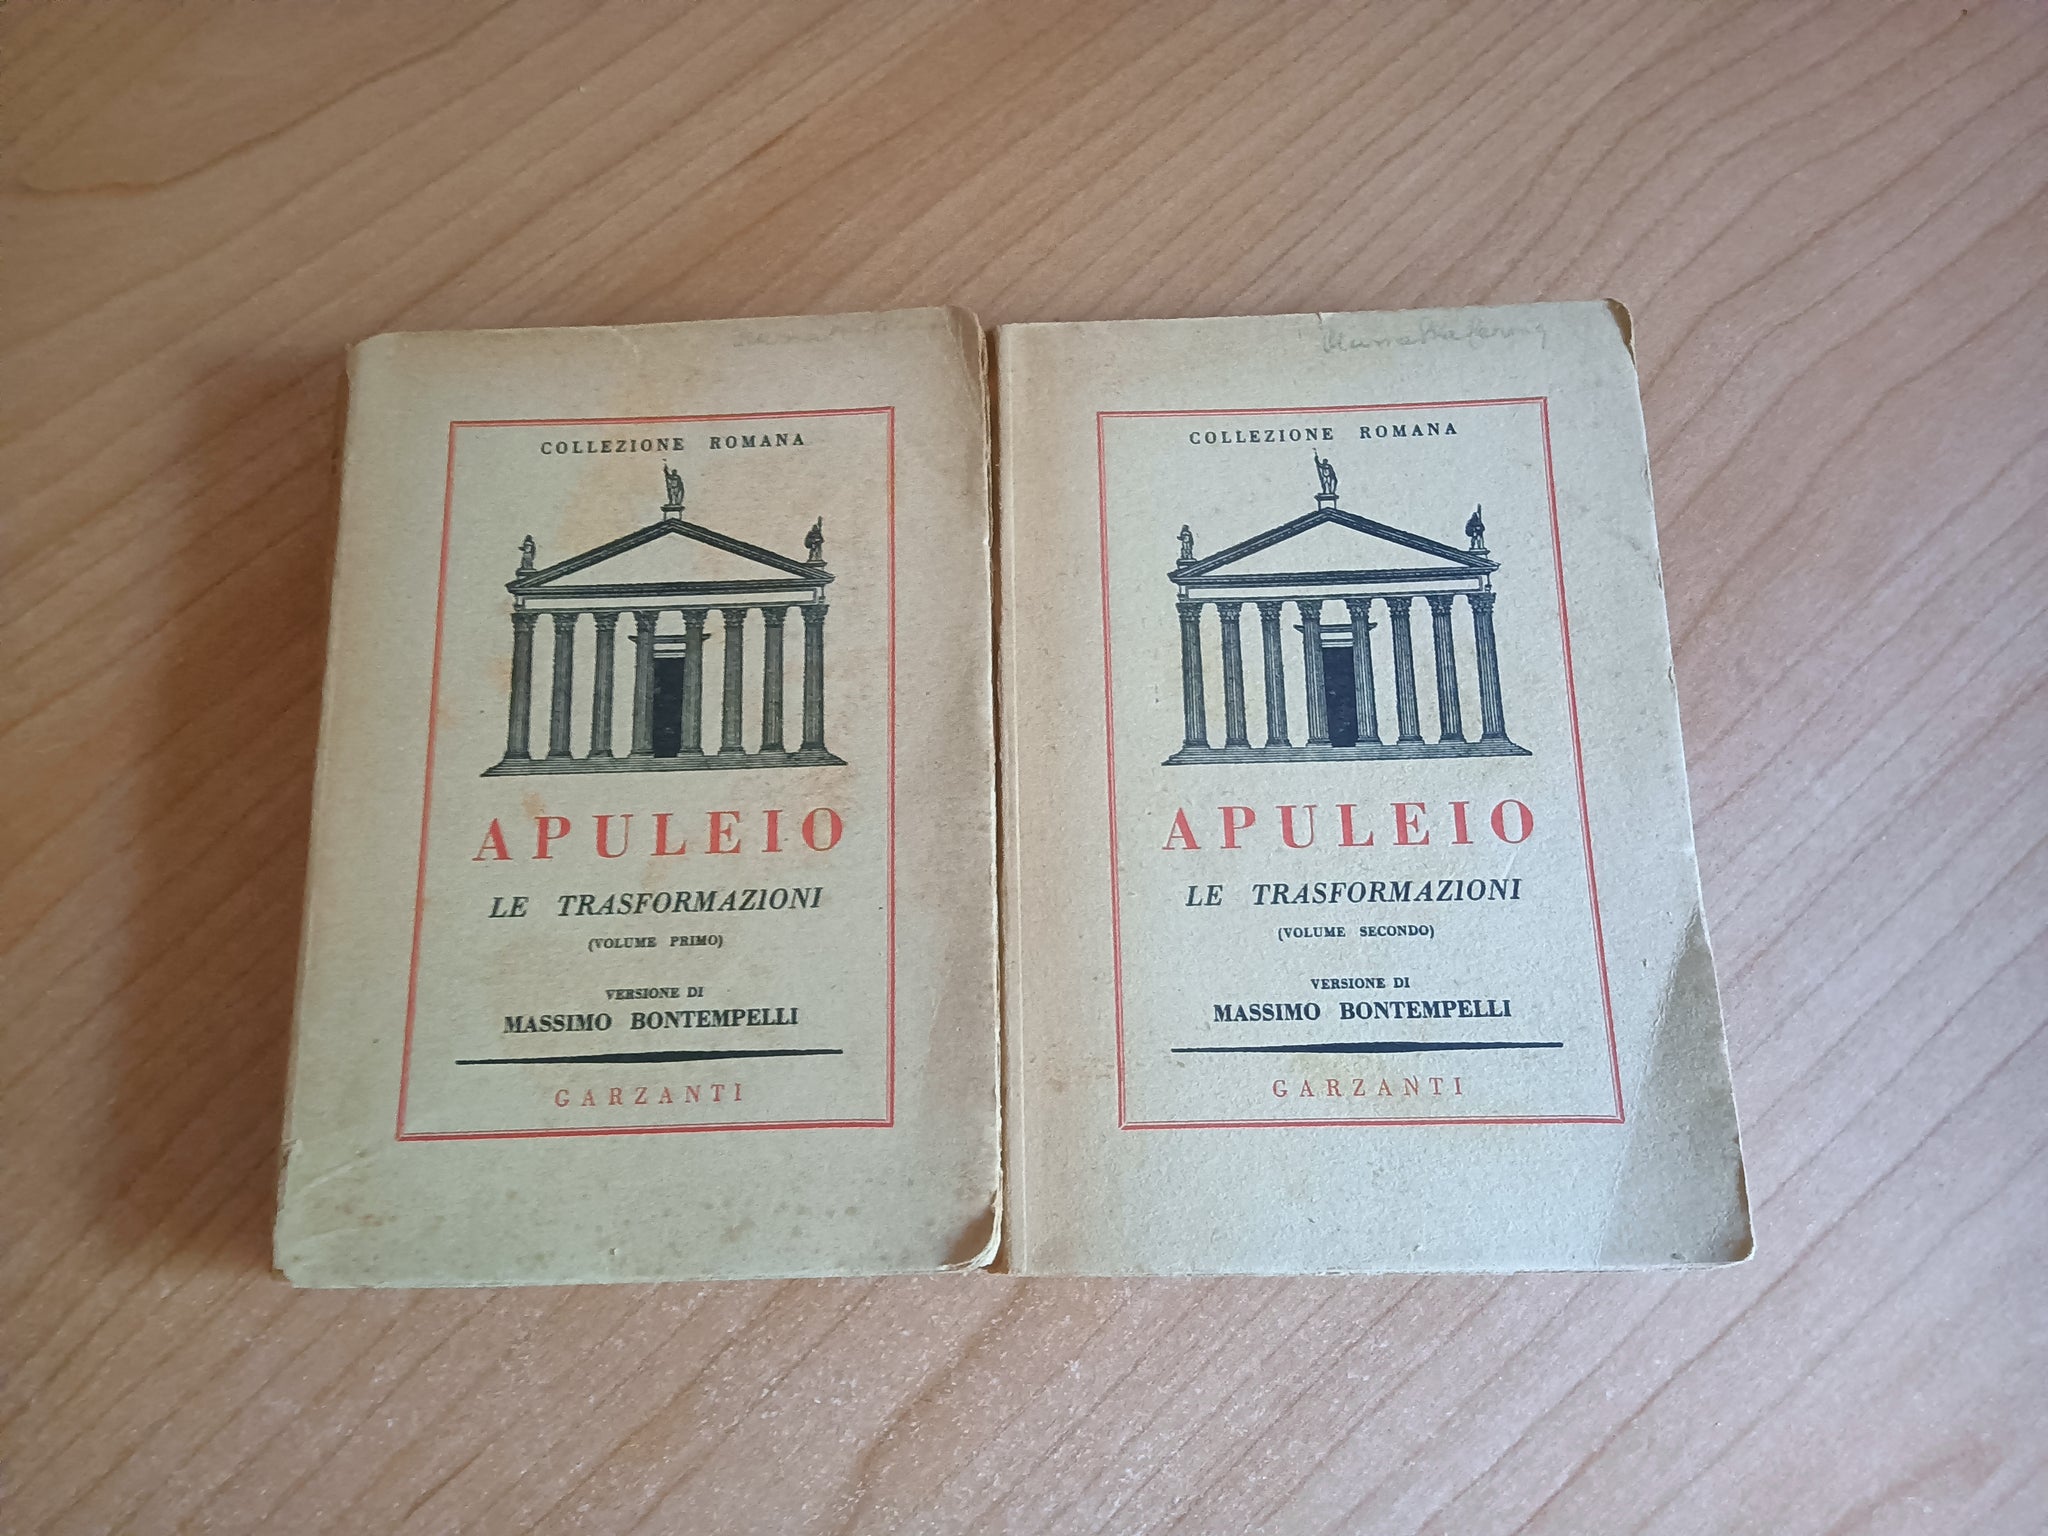 COLLEZIONE ROMANA
APULEIO
LE TRASFORMAZIONI
(VOLUME PRIMO)
VERSIONE DI
MASSIMO BONTEMPELLI
GARZANTI
COLLEZIONE ROMANA
APULEIO
LE TRASFORMAZIONI
(VOLUME SECONDO)
VERSIONE DI
MASSIMO BONTEMPELLI
GARZANTI